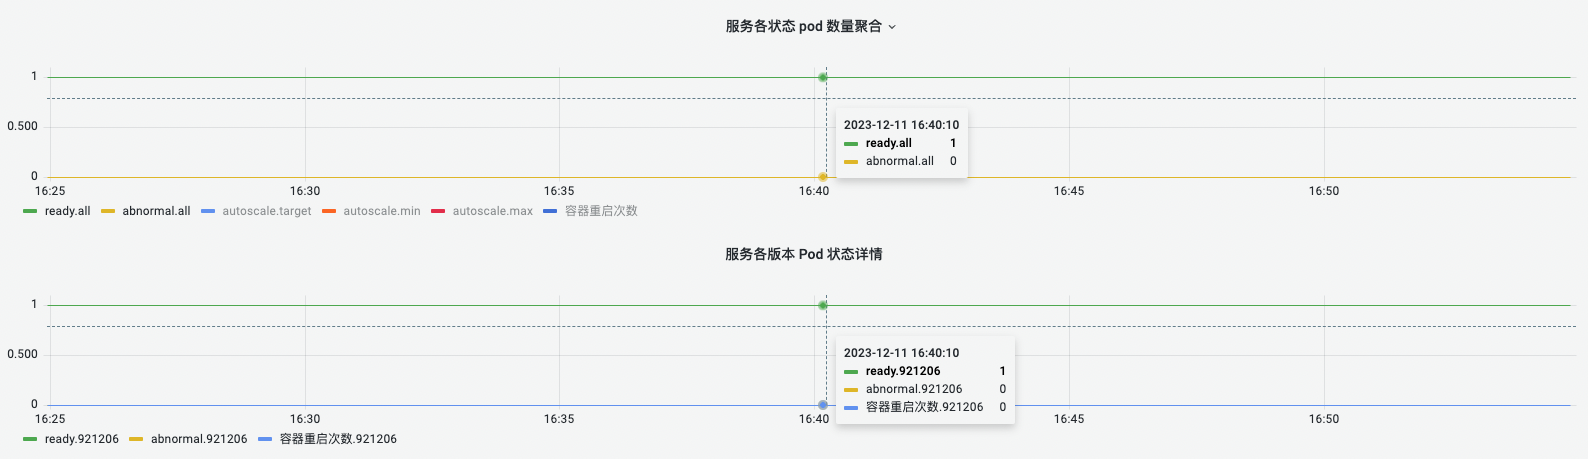 服务各状态 pod 数量聚合
1
0.500
0
16:25 16:30 16:35 16:40 16:45 16:50
2023-12-11 16:40:10
ready.all 1
abnormal.all 0
ready.all abnormal.all autoscale.target autoscale.min autoscale.max 容器重启次数
服务各版本 Pod 状态详情
1
0.500
0
16:25 16:30 16:35 16:40 16:45 16:50
2023-12-11 16:40:10
ready.921206 1
abnormal.921206 0
容器重启次数.921206 0
ready.921206 abnormal.921206 容器重启次数.921206